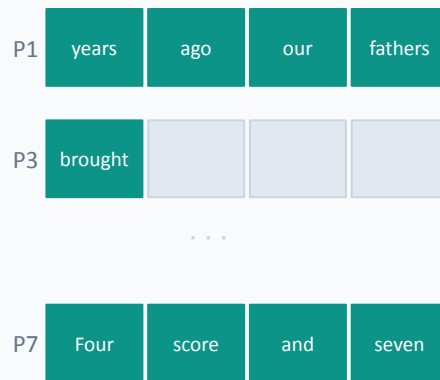 P1 years ago our fathers
P3 brought
. . .
P7 Four score and seven